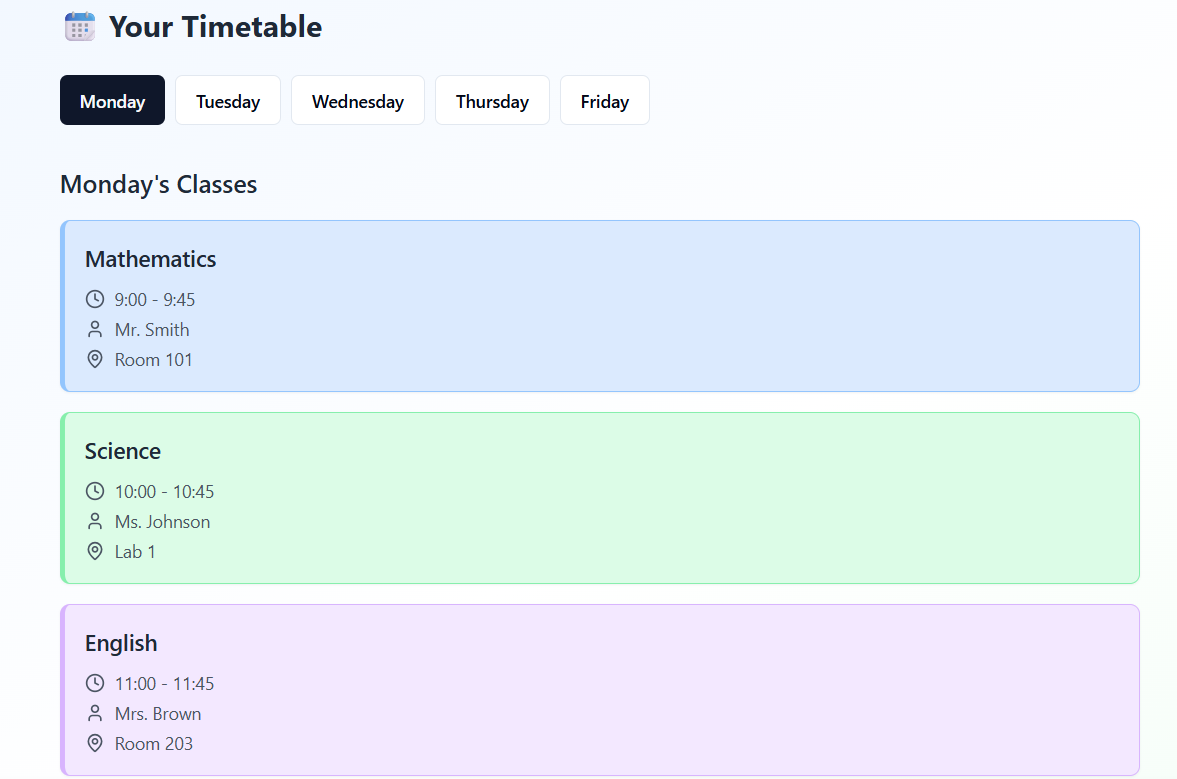 Your Timetable
Monday Tuesday Wednesday Thursday Friday
Monday's Classes
Mathematics
9:00 - 9:45
Mr. Smith
Room 101
Science
10:00 - 10:45
Ms. Johnson
Lab 1
English
11:00 - 11:45
Mrs. Brown
Room 203